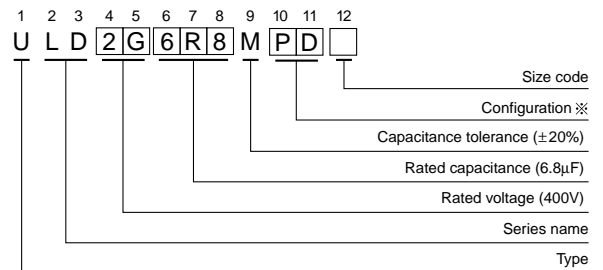 1 2 3 4 5 6 7 8 9 10 11 12
U L D 2 G 6 R 8 M P D
Size code
Configuration ※
Capacitance tolerance (±20%)
Rated capacitance (6.8µF)
Rated voltage (400V)
Series name
Type